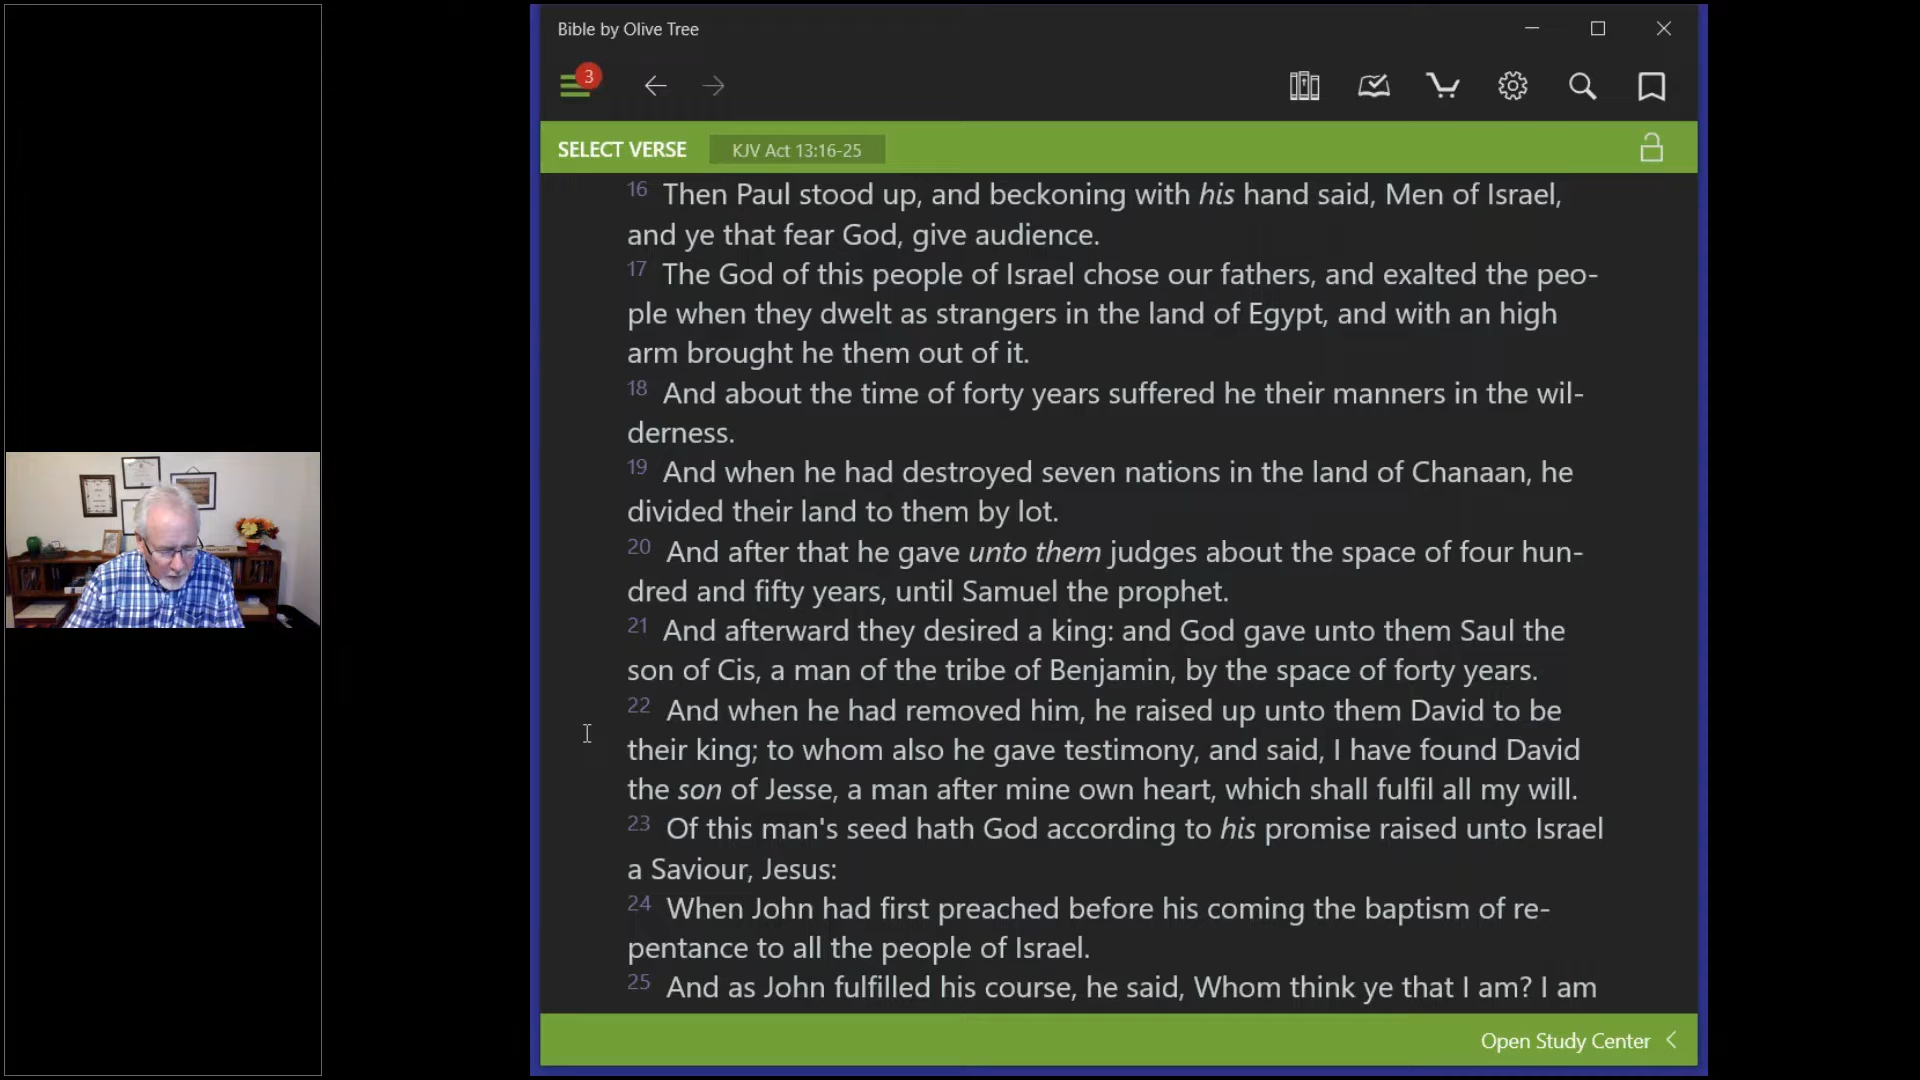 Bible by Olive Tree
3
SELECT VERSE KJV Act 13:16-25
16 Then Paul stood up, and beckoning with his hand said, Men of Israel,
and ye that fear God, give audience.
17 The God of this people of Israel chose our fathers, and exalted the peo-
ple when they dwelt as strangers in the land of Egypt, and with an high
arm brought he them out of it.
18 And about the time of forty years suffered he their manners in the wil-
derness.
19 And when he had destroyed seven nations in the land of Chanaan, he
divided their land to them by lot.
20 And after that he gave unto them judges about the space of four hun-
dred and fifty years, until Samuel the prophet.
21 And afterward they desired a king: and God gave unto them Saul the
son of Cis, a man of the tribe of Benjamin, by the space of forty years.
22 And when he had removed him, he raised up unto them David to be
their king; to whom also he gave testimony, and said, I have found David
the son of Jesse, a man after mine own heart, which shall fulfil all my will.
23 Of this man's seed hath God according to his promise raised unto Israel
a Saviour, Jesus:
24 When John had first preached before his coming the baptism of re-
pentance to all the people of Israel.
25 And as John fulfilled his course, he said, Whom think ye that I am? I am
Open Study Center